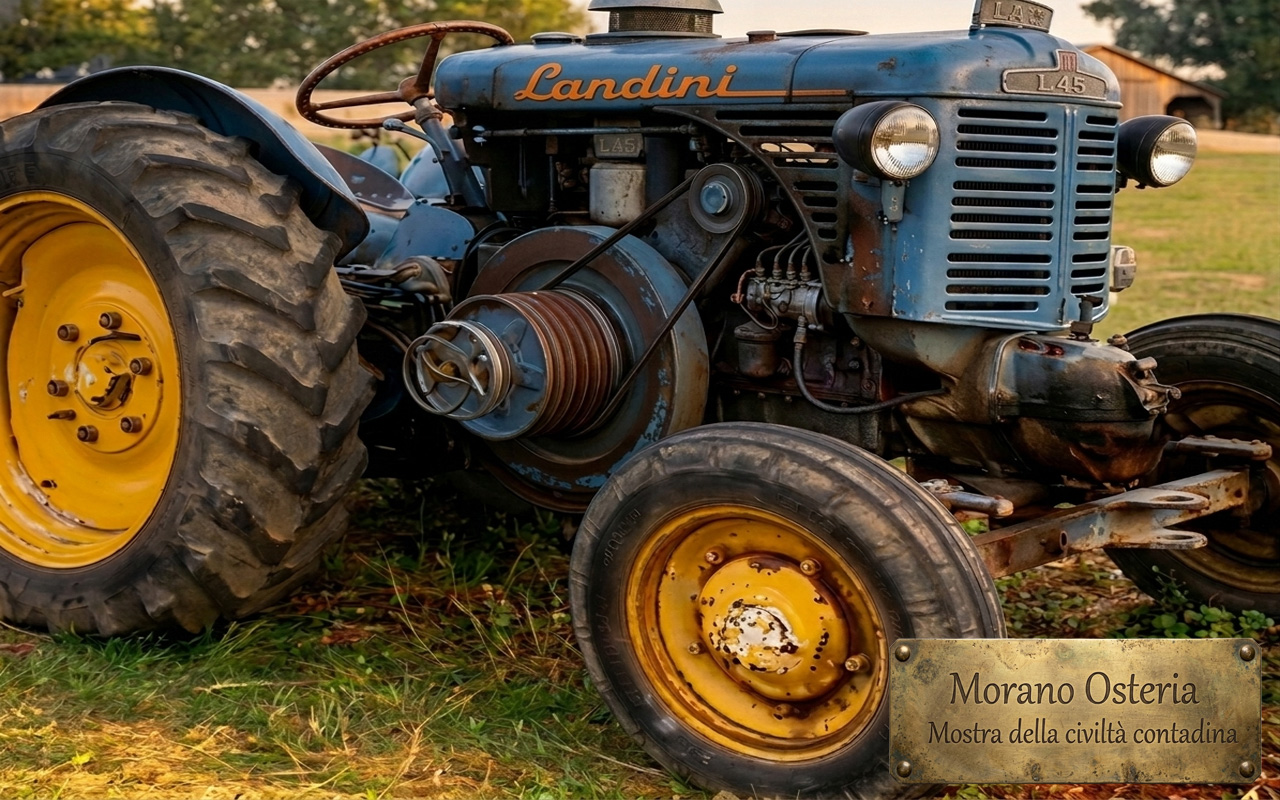 LA5
Landini
L45
LA5
Morano Osteria
Mostra della civiltà contadina